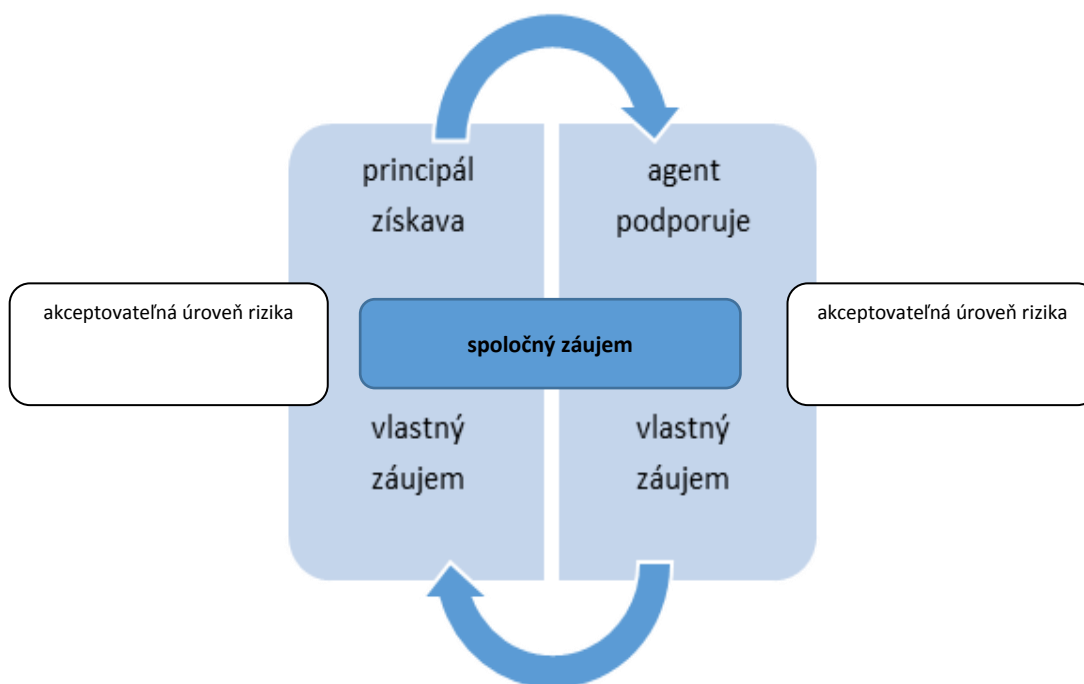 principál
získava
agent
podporuje
akceptovateľná úroveň rizika
spoločný záujem
akceptovateľná úroveň rizika
vlastný
záujem
vlastný
záujem